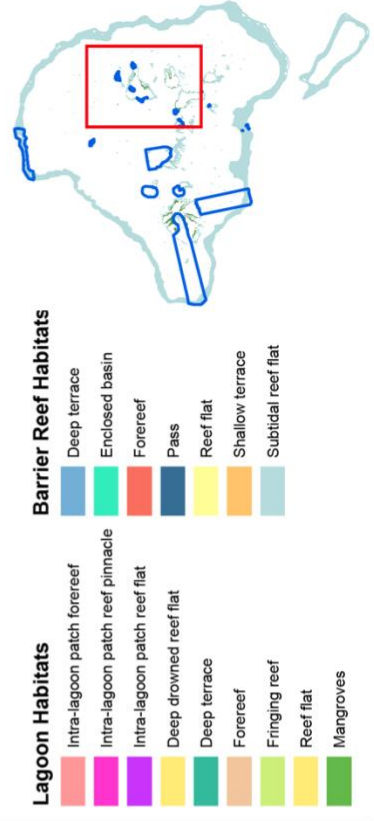 Lagoon Habitats
Intra-lagoon patch forereef
Intra-lagoon patch reef pinnacle
Intra-lagoon patch reef flat
Deep drowned reef flat
Deep terrace
Forereef
Fringing reef
Reef flat
Mangroves
Barrier Reef Habitats
Deep terrace
Enclosed basin
Forereef
Pass
Reef flat
Shallow terrace
Subtidal reef flat